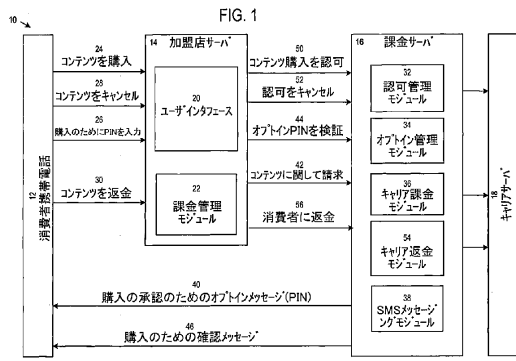 FIG. 1
10
12
消費者携帯電話
24
コンテンツを購入
28
コンテンツをキャンセル
26
購入のためにPINを入力
30
コンテンツを返金
14
加盟店サーバ
20
ユーザインタフェース
22
課金管理
モジュール
50
コンテンツ購入を認可
52
認可をキャンセル
44
オプトインPINを検証
42
コンテンツに関して請求
56
消費者に返金
16
課金サーバ
32
認可管理
モジュール
34
オプトイン管理
モジュール
36
キャリア課金
モジュール
54
キャリア返金
モジュール
38
SMSメッセージ
ングモジュール
18
キャリアサーバ
40
購入の承認のためのオプトインメッセージ(PIN)
46
購入のための確認メッセージ